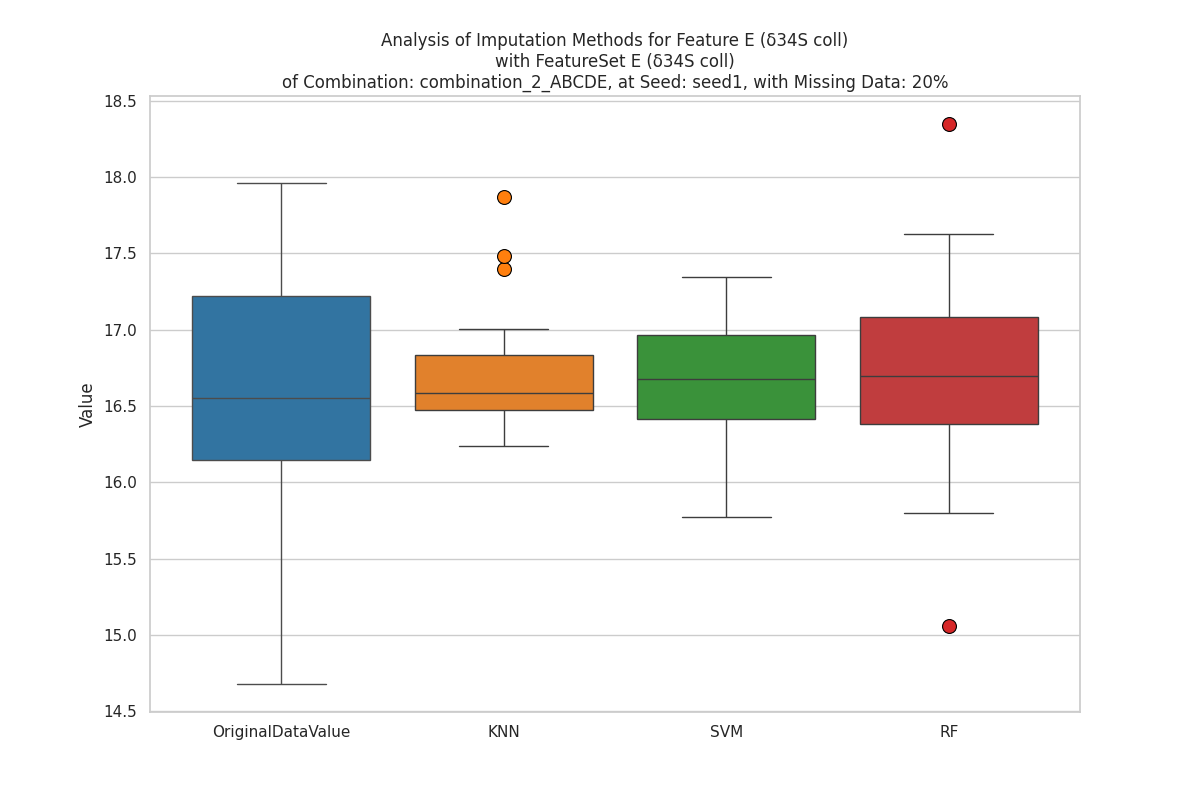 Analysis of Imputation Methods for Feature E (δ34S coll)
with FeatureSet E (δ34S coll)
of Combination: combination_2_ABCDE, at Seed: seed1, with Missing Data: 20%
18.5
18.0
17.5
17.0
16.5
16.0
15.5
15.0
14.5
Value
OriginalDataValue
KNN
SVM
RF